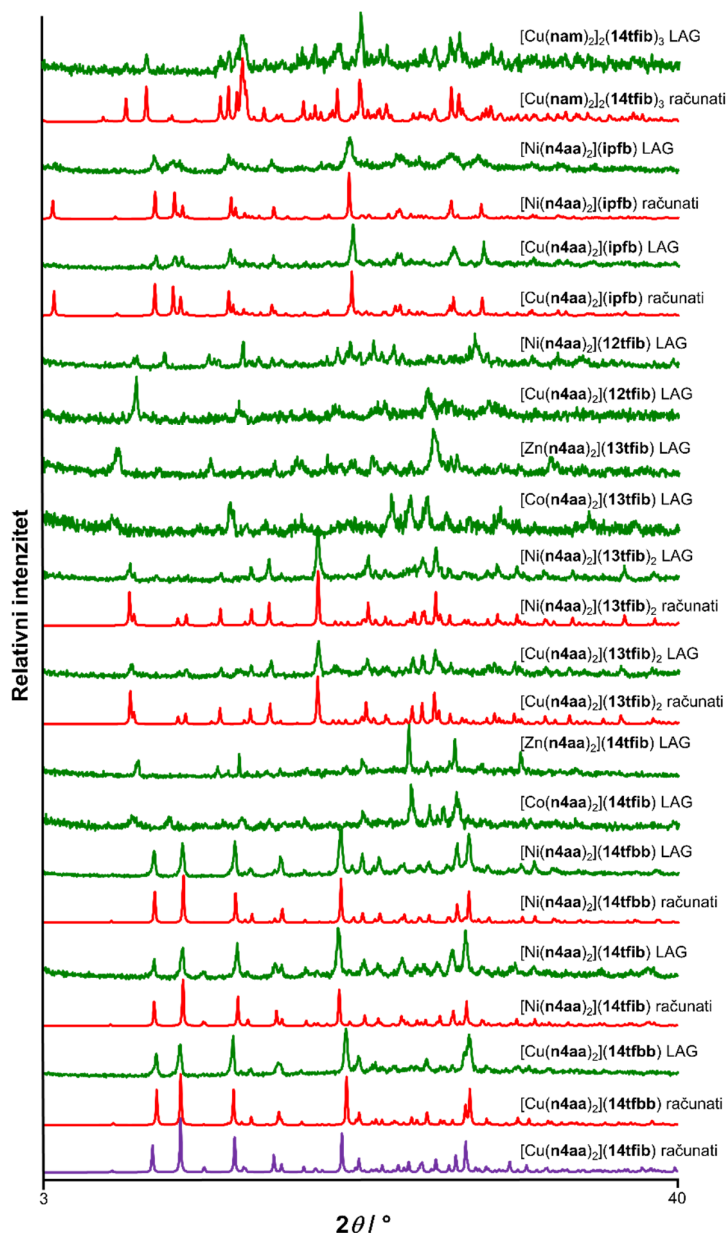 [Cu(nam)₂]₂(14tfib)₃ LAG
[Cu(nam)₂]₂(14tfib)₃ računati
[Ni(n4aa)₂](ipfb) LAG
[Ni(n4aa)₂](ipfb) računati
[Cu(n4aa)₂](ipfb) LAG
[Cu(n4aa)₂](ipfb) računati
[Ni(n4aa)₂](12tfib) LAG
[Cu(n4aa)₂](12tfib) LAG
[Zn(n4aa)₂](13tfib) LAG
[Co(n4aa)₂](13tfib) LAG
[Ni(n4aa)₂](13tfib)₂ LAG
[Ni(n4aa)₂](13tfib)₂ računati
[Cu(n4aa)₂](13tfib)₂ LAG
[Cu(n4aa)₂](13tfib)₂ računati
[Zn(n4aa)₂](14tfib) LAG
[Co(n4aa)₂](14tfib) LAG
[Ni(n4aa)₂](14tfbb) LAG
[Ni(n4aa)₂](14tfbb) računati
[Ni(n4aa)₂](14tfib) LAG
[Ni(n4aa)₂](14tfib) računati
[Cu(n4aa)₂](14tfbb) LAG
[Cu(n4aa)₂](14tfbb) računati
[Cu(n4aa)₂](14tfib) računati
Relativni intenzitet
3
40
2θ / °